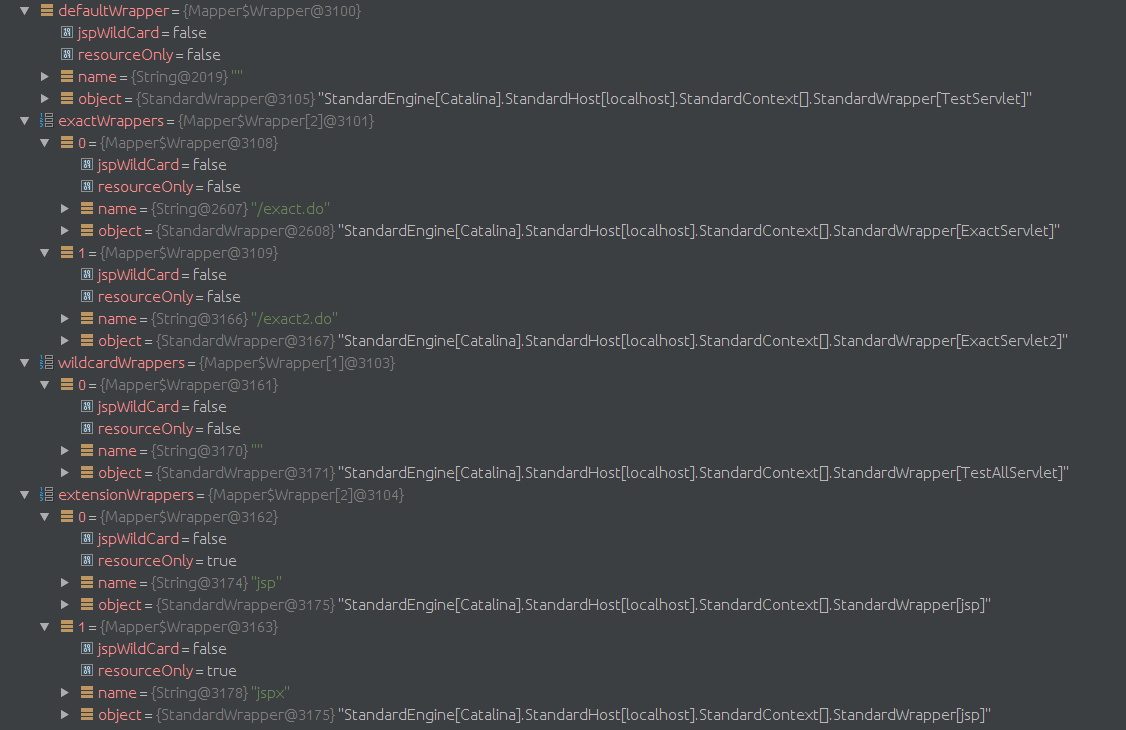 defaultWrapper = {Mapper$Wrapper@3100}
jspWildCard = false
resourceOnly = false
name = {String@2019} ""
object = {StandardWrapper@3105} "StandardEngine[Catalina].StandardHost[localhost].StandardContext[].StandardWrapper[TestServlet]"
exactWrappers = {Mapper$Wrapper[2]@3101}
0 = {Mapper$Wrapper@3108}
jspWildCard = false
resourceOnly = false
name = {String@2607} "/exact.do"
object = {StandardWrapper@2608} "StandardEngine[Catalina].StandardHost[localhost].StandardContext[].StandardWrapper[ExactServlet]"
1 = {Mapper$Wrapper@3109}
jspWildCard = false
resourceOnly = false
name = {String@3166} "/exact2.do"
object = {StandardWrapper@3167} "StandardEngine[Catalina].StandardHost[localhost].StandardContext[].StandardWrapper[ExactServlet2]"
wildcardWrappers = {Mapper$Wrapper[1]@3103}
0 = {Mapper$Wrapper@3161}
jspWildCard = false
resourceOnly = false
name = {String@3170} ""
object = {StandardWrapper@3171} "StandardEngine[Catalina].StandardHost[localhost].StandardContext[].StandardWrapper[TestAllServlet]"
extensionWrappers = {Mapper$Wrapper[2]@3104}
0 = {Mapper$Wrapper@3162}
jspWildCard = false
resourceOnly = true
name = {String@3174} "jsp"
object = {StandardWrapper@3175} "StandardEngine[Catalina].StandardHost[localhost].StandardContext[].StandardWrapper[jsp]"
1 = {Mapper$Wrapper@3163}
jspWildCard = false
resourceOnly = true
name = {String@3178} "jspx"
object = {StandardWrapper@3175} "StandardEngine[Catalina].StandardHost[localhost].StandardContext[].StandardWrapper[jsp]"